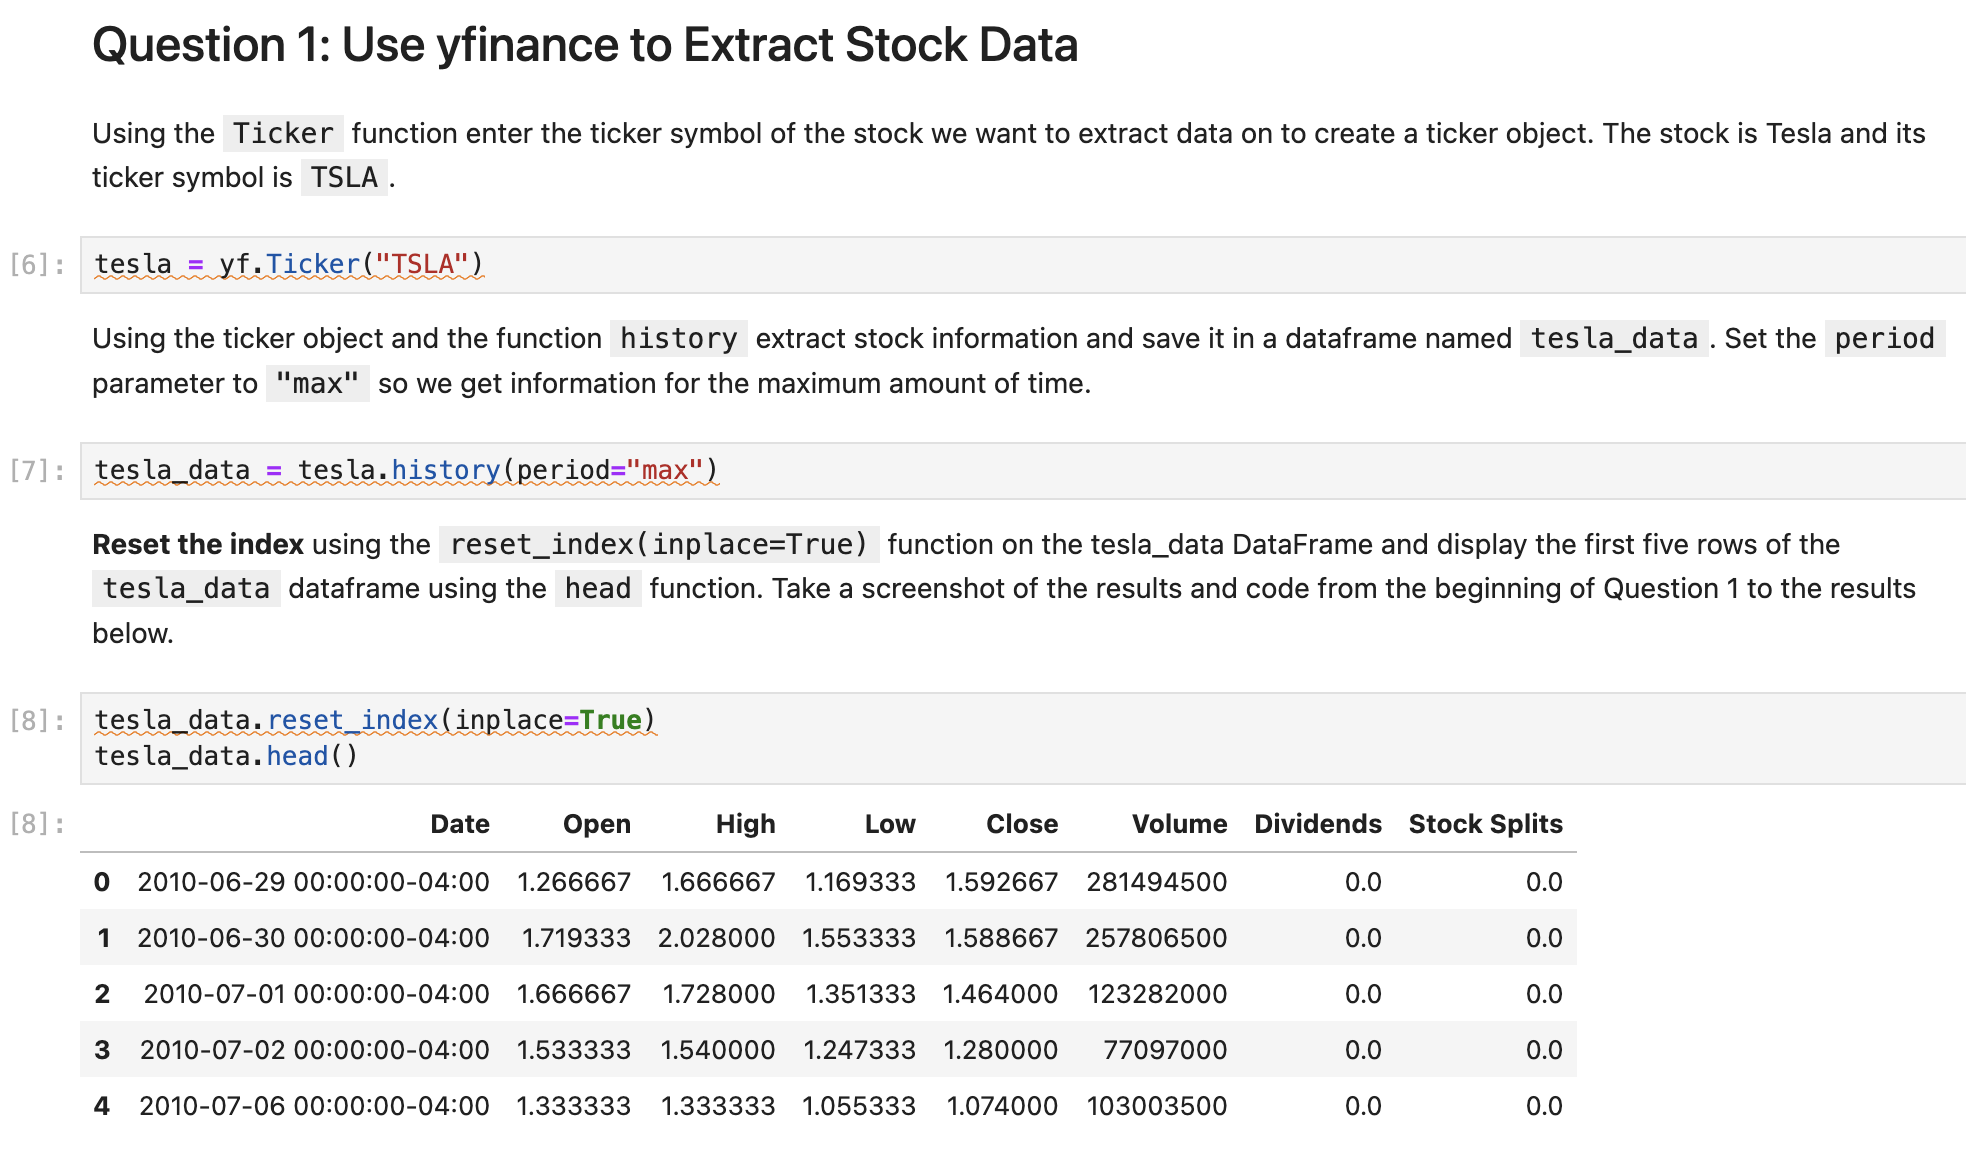 Question 1: Use yfinance to Extract Stock Data
Using the Ticker function enter the ticker symbol of the stock we want to extract data on to create a ticker object. The stock is Tesla and its
ticker symbol is TSLA.
[6]: tesla = yf.Ticker("TSLA")
Using the ticker object and the function history extract stock information and save it in a dataframe named tesla_data. Set the period
parameter to "max" so we get information for the maximum amount of time.
[7]: tesla_data = tesla.history(period="max")
Reset the index using the reset_index(inplace=True) function on the tesla_data DataFrame and display the first five rows of the
tesla_data dataframe using the head function. Take a screenshot of the results and code from the beginning of Question 1 to the results
below.
[8]: tesla_data.reset_index(inplace=True)
tesla_data.head()
[8]: Date Open High Low Close Volume Dividends Stock Splits
0 2010-06-29 00:00:00-04:00 1.266667 1.666667 1.169333 1.592667 281494500 0.0 0.0
1 2010-06-30 00:00:00-04:00 1.719333 2.028000 1.553333 1.588667 257806500 0.0 0.0
2 2010-07-01 00:00:00-04:00 1.666667 1.728000 1.351333 1.464000 123282000 0.0 0.0
3 2010-07-02 00:00:00-04:00 1.533333 1.540000 1.247333 1.280000 77097000 0.0 0.0
4 2010-07-06 00:00:00-04:00 1.333333 1.333333 1.055333 1.074000 103003500 0.0 0.0